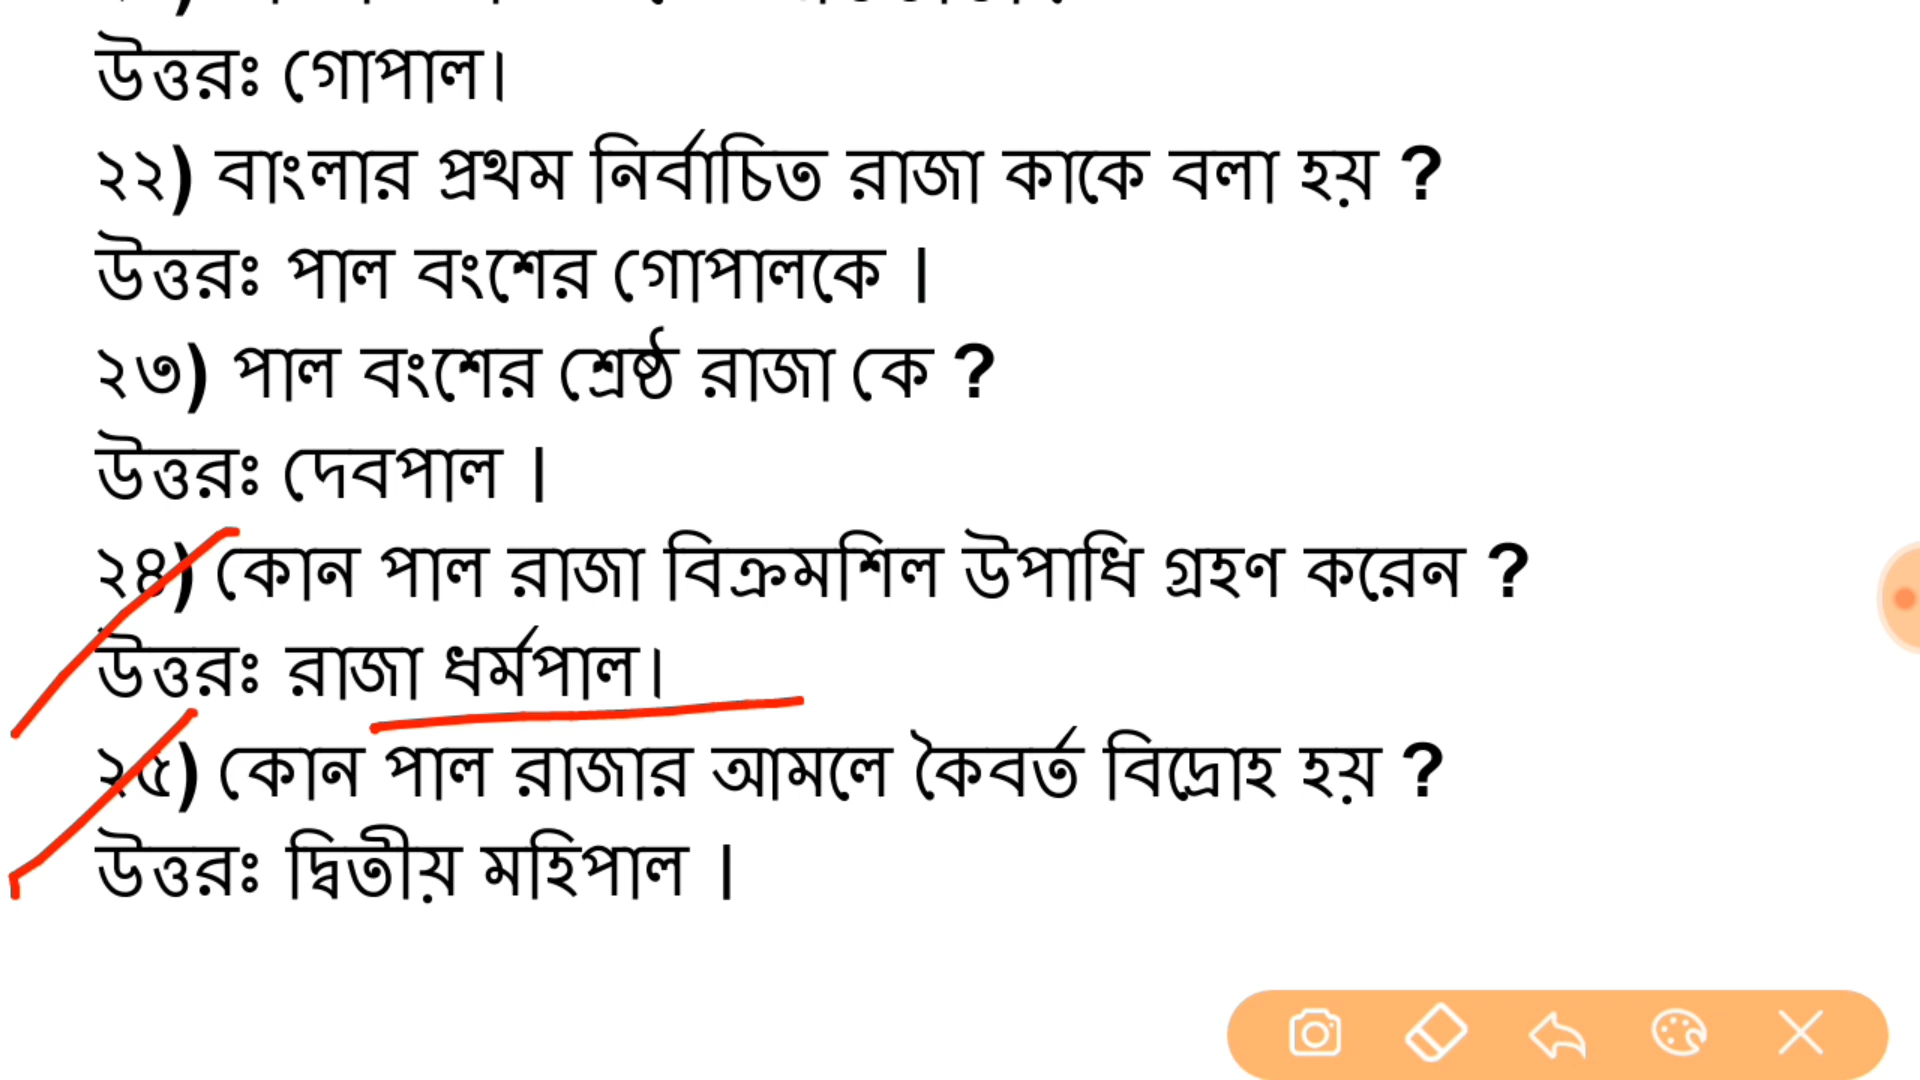 উত্তরঃ গোপাল।
২২) বাংলার প্রথম নির্বাচিত রাজা কাকে বলা হয় ?
উত্তরঃ পাল বংশের গোপালকে |
২৩) পাল বংশের শ্রেষ্ঠ রাজা কে ?
উত্তরঃ দেবপাল |
২৪) কোন পাল রাজা বিক্রমশিল উপাধি গ্রহণ করেন ?
উত্তরঃ রাজা ধর্মপাল।
২৫) কোন পাল রাজার আমলে কৈবর্ত বিদ্রোহ হয় ?
উত্তরঃ দ্বিতীয় মহিপাল |